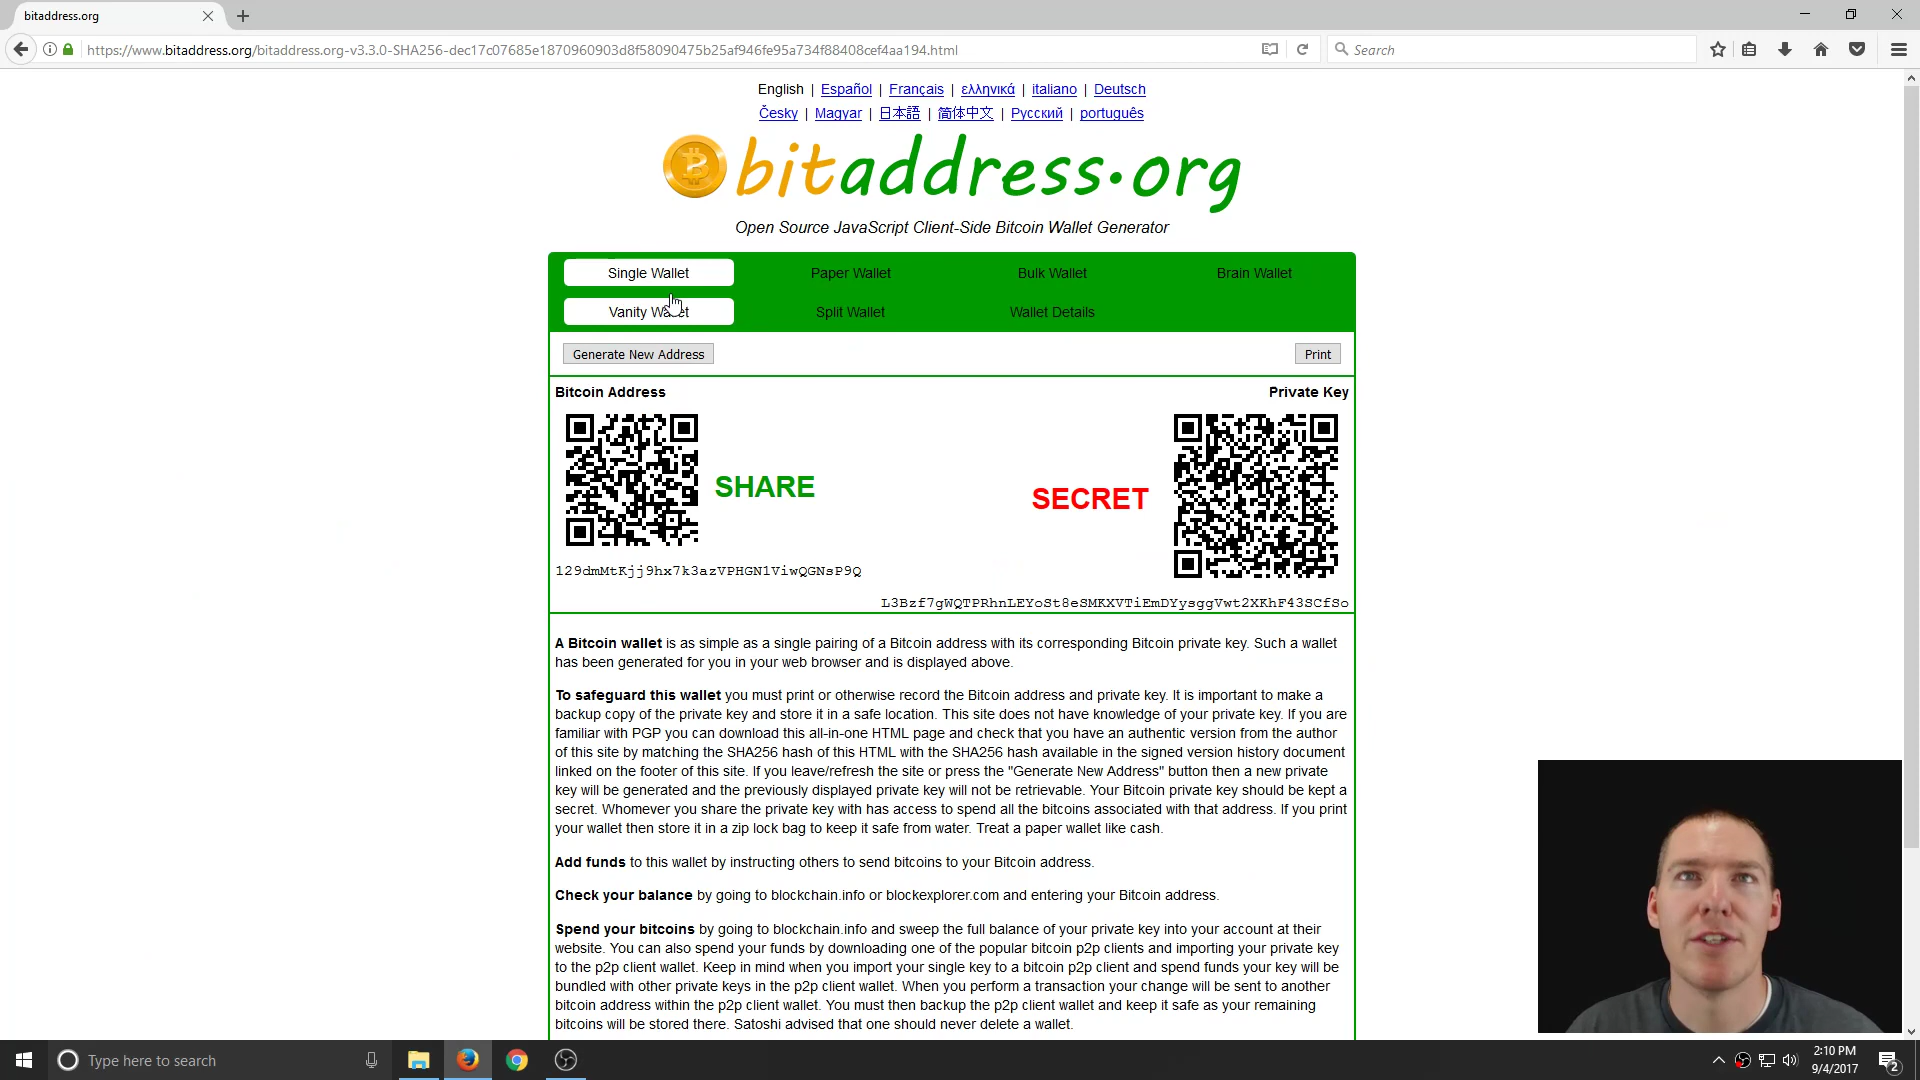 bitaddress.org
https://www.bitaddress.org/bitaddress.org-v3.3.0-SHA256-dec17c07685e1870960903d8f58090475b25af946fe95a734f88408cef4aa194.html
Search
English | Español | Français | ελληνικά | italiano | Deutsch
Česky | Magyar | 日本語 | 简体中文 | Русский | português
bitaddress.org
Open Source JavaScript Client-Side Bitcoin Wallet Generator
Single Wallet Paper Wallet Bulk Wallet Brain Wallet
Vanity Wallet Split Wallet Wallet Details
Generate New Address Print
Bitcoin Address Private Key
SHARE
SECRET
129dmMtKjj9hx7k3azVPHGN1ViwQGNsP9Q
L3Bzf7gWQTPRhnLEYoSt8eSMKXVTiEmDYysggVwt2XKhF43SCfSo
A Bitcoin wallet is as simple as a single pairing of a Bitcoin address with its corresponding Bitcoin private key. Such a wallet
has been generated for you in your web browser and is displayed above.
To safeguard this wallet you must print or otherwise record the Bitcoin address and private key. It is important to make a
backup copy of the private key and store it in a safe location. This site does not have knowledge of your private key. If you are
familiar with PGP you can download this all-in-one HTML page and check that you have an authentic version from the author
of this site by matching the SHA256 hash of this HTML with the SHA256 hash available in the signed version history document
linked on the footer of this site. If you leave/refresh the site or press the "Generate New Address" button then a new private
key will be generated and the previously displayed private key will not be retrievable. Your Bitcoin private key should be kept a
secret. Whomever you share the private key with has access to spend all the bitcoins associated with that address. If you print
your wallet then store it in a zip lock bag to keep it safe from water. Treat a paper wallet like cash.
Add funds to this wallet by instructing others to send bitcoins to your Bitcoin address.
Check your balance by going to blockchain.info or blockexplorer.com and entering your Bitcoin address.
Spend your bitcoins by going to blockchain.info and sweep the full balance of your private key into your account at their
website. You can also spend your funds by downloading one of the popular bitcoin p2p clients and importing your private key
to the p2p client wallet. Keep in mind when you import your single key to a bitcoin p2p client and spend funds your key will be
bundled with other private keys in the p2p client wallet. When you perform a transaction your change will be sent to another
bitcoin address within the p2p client wallet. You must then backup the p2p client wallet and keep it safe as your remaining
bitcoins will be stored there. Satoshi advised that one should never delete a wallet.
Type here to search
2:10 PM
9/4/2017
2